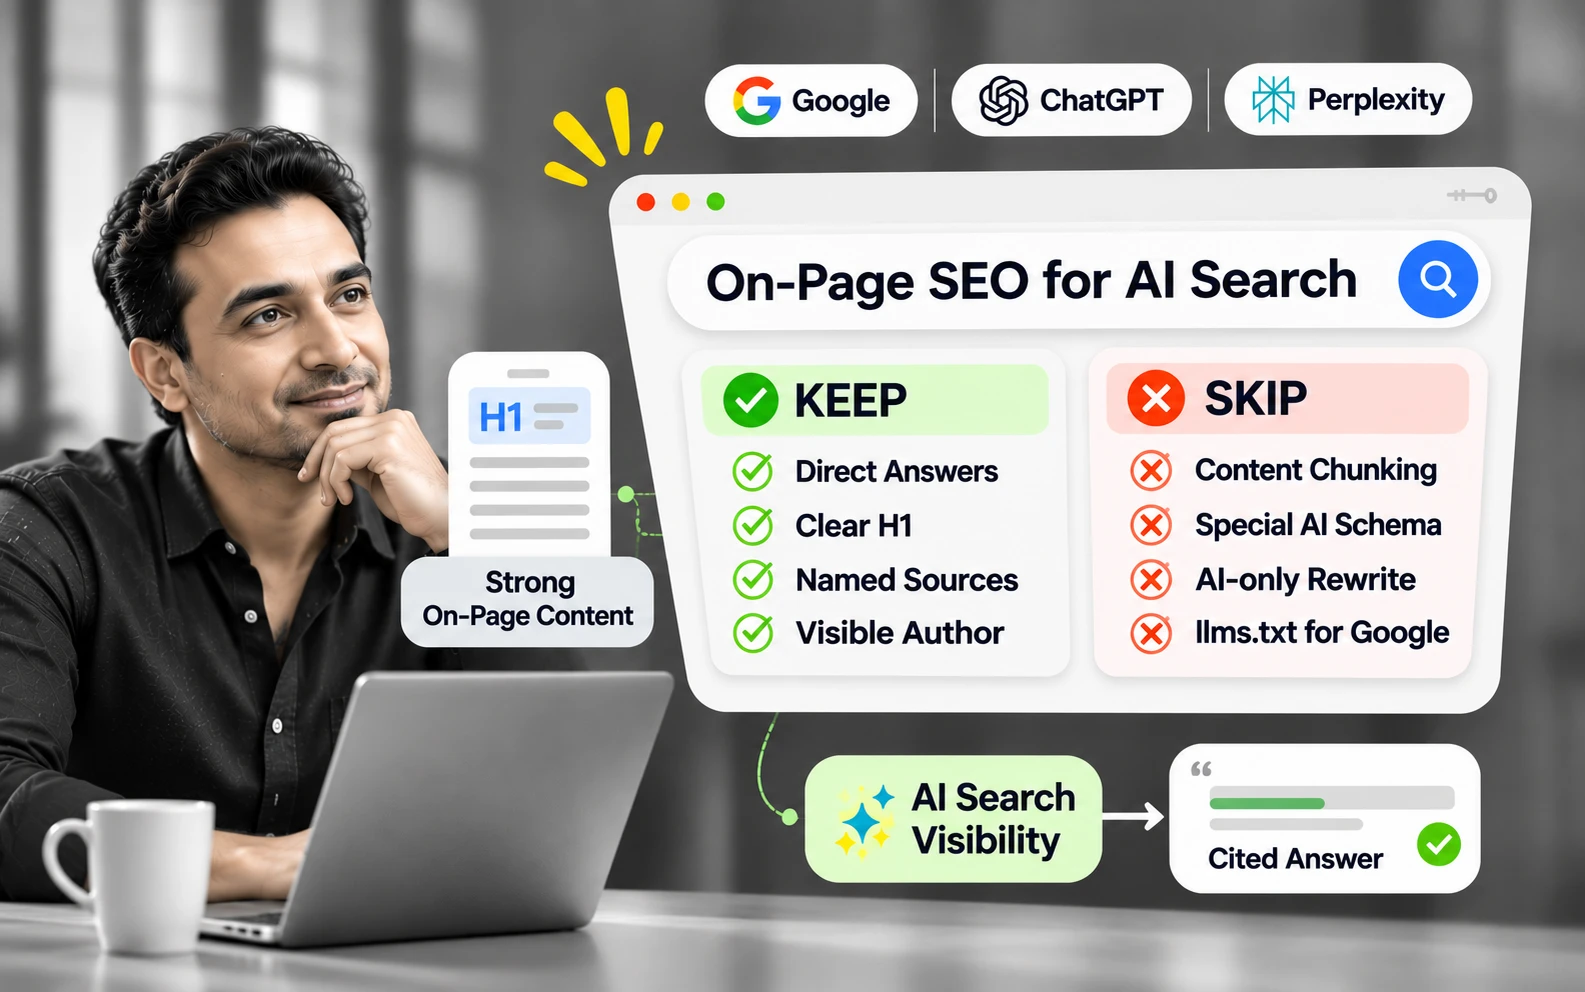 Google
ChatGPT
Perplexity
On-Page SEO for AI Search
KEEP
Direct Answers
Clear H1
Named Sources
Visible Author
SKIP
Content Chunking
Special AI Schema
AI-only Rewrite
llms.txt for Google
H1
Strong
On-Page Content
AI Search
Visibility
“
Cited Answer